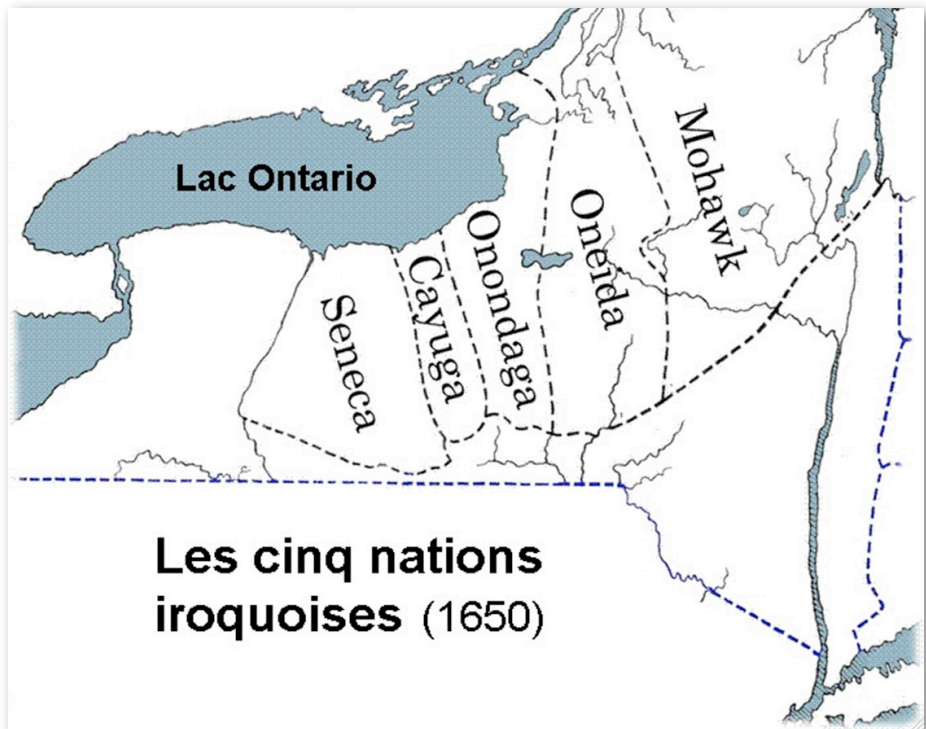 Lac Ontario
Mohawk
Oneida
Onondaga
Cayuga
Seneca
Les cinq nations
iroquoises (1650)